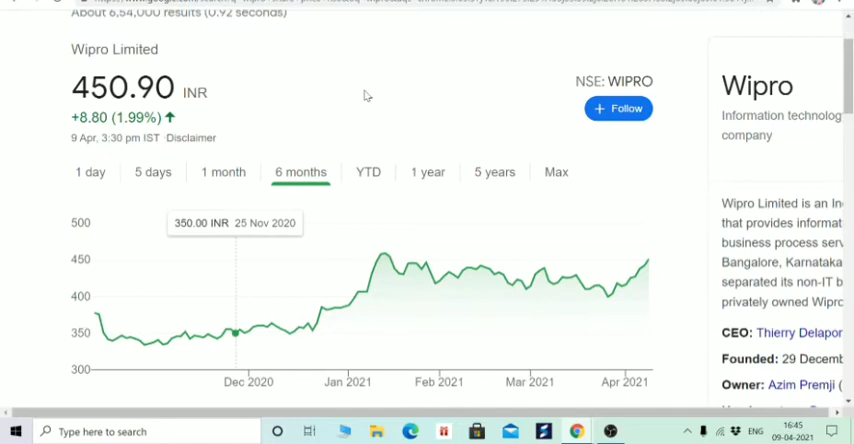 About 6,54,000 results (0.92 seconds)
Wipro Limited
450.90 INR
+8.80 (1.99%)
9 Apr, 3:30 pm IST · Disclaimer
NSE: WIPRO
+ Follow
1 day 5 days 1 month 6 months YTD 1 year 5 years Max
350.00 INR 25 Nov 2020
500
450
400
350
300
Dec 2020 Jan 2021 Feb 2021 Mar 2021 Apr 2021
Wipro
Information technolog
company
Wipro Limited is an In
that provides informat
business process serv
Bangalore, Karnataka
separated its non-IT b
privately owned Wipro
CEO: Thierry Delapor
Founded: 29 Decemb
Owner: Azim Premji (
Type here to search
ENG
16:45
09-04-2021